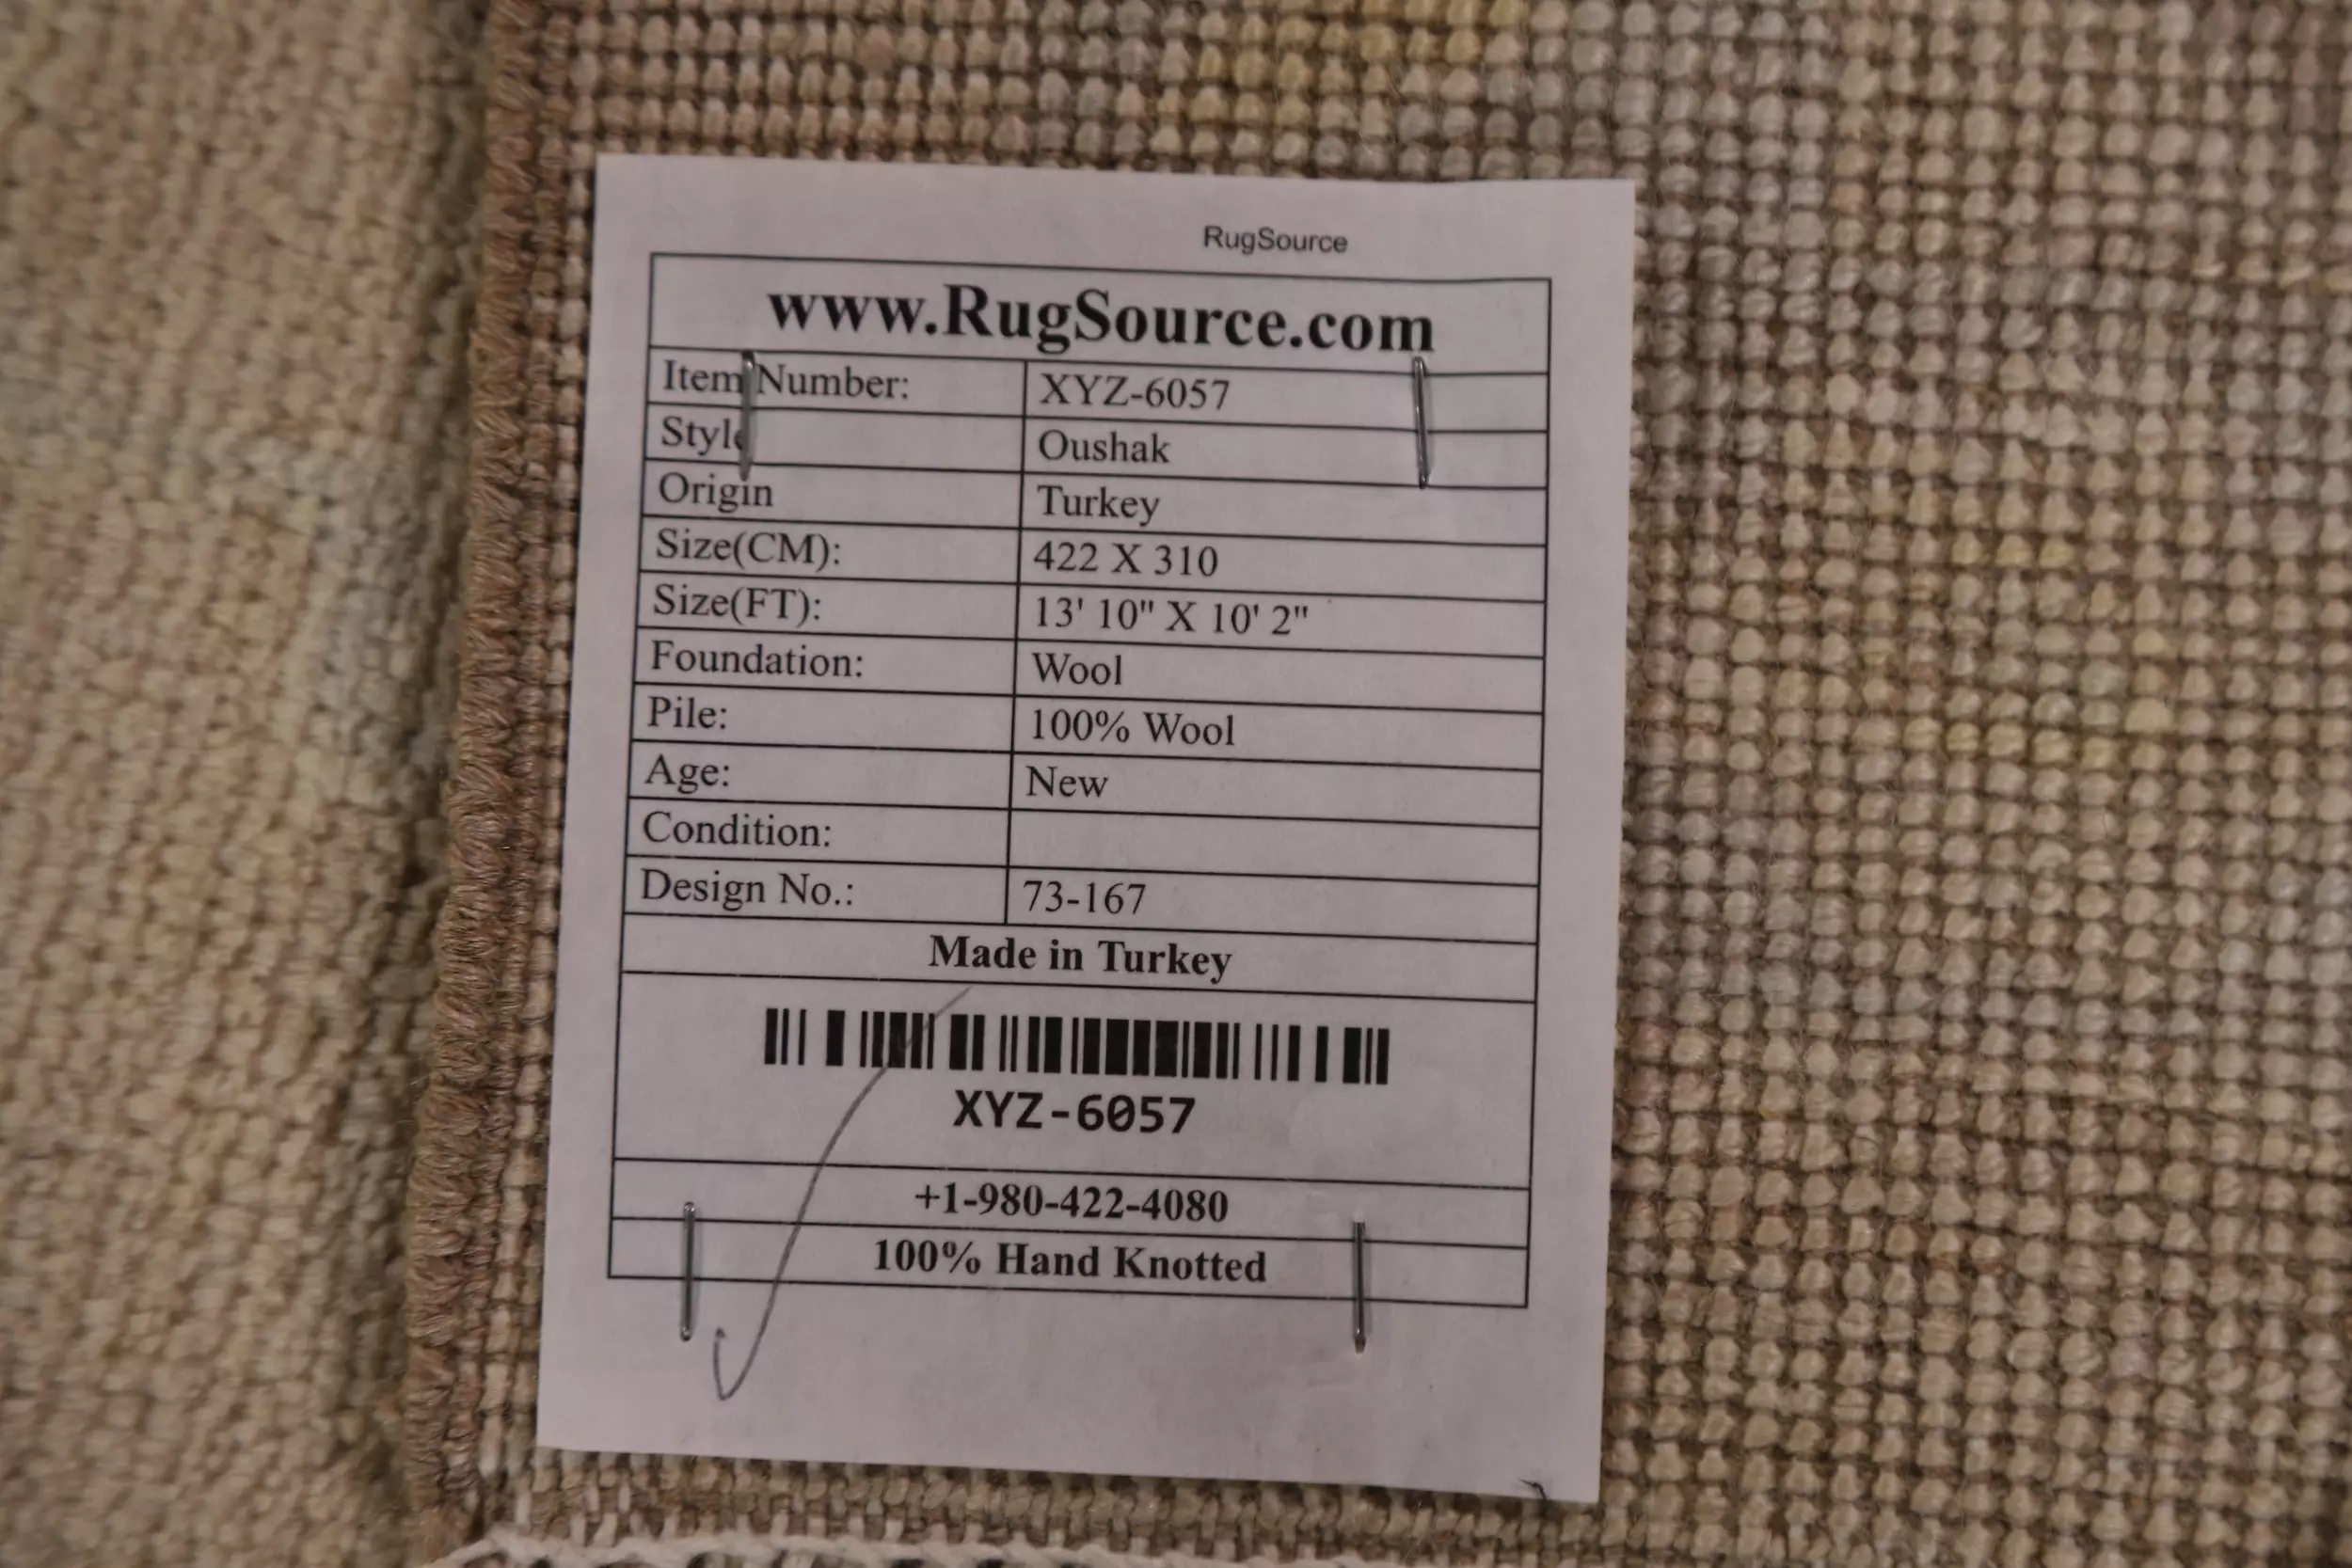 RugSource
www.RugSource.com
Item Number: XYZ-6057
Style Oushak
Origin Turkey
Size(CM): 422 X 310
Size(FT): 13' 10" X 10' 2"
Foundation: Wool
Pile: 100% Wool
Age: New
Condition:
Design No.: 73-167
Made in Turkey
XYZ-6057
+1-980-422-4080
100% Hand Knotted